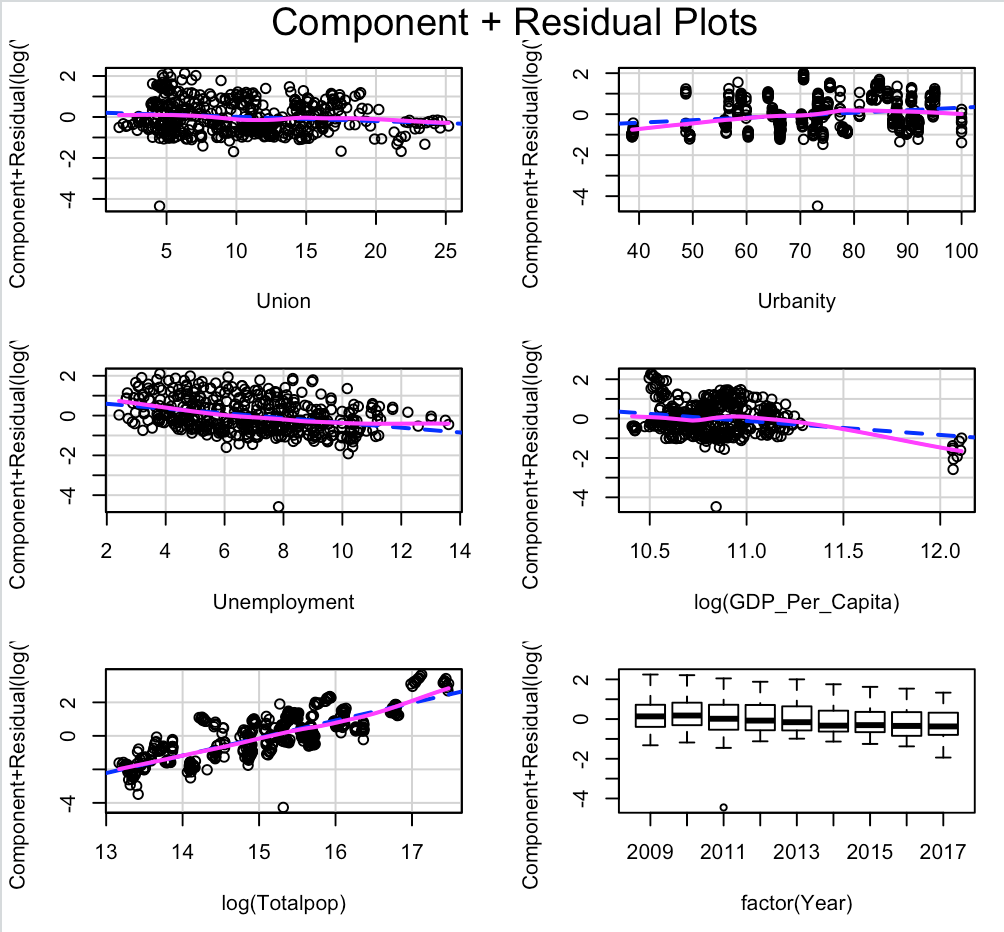 Component + Residual Plots
Component+Residual(log(
2
0
-2
-4
5 10 15 20 25
Union
Component+Residual(log(
2
0
-2
-4
40 50 60 70 80 90 100
Urbanity
Component+Residual(log(
2
0
-2
-4
2 4 6 8 10 12 14
Unemployment
Component+Residual(log(
2
0
-2
-4
10.5 11.0 11.5 12.0
log(GDP_Per_Capita)
Component+Residual(log(
2
0
-4
13 14 15 16 17
log(Totalpop)
Component+Residual(log(
2
0
-2
-4
2009 2011 2013 2015 2017
factor(Year)